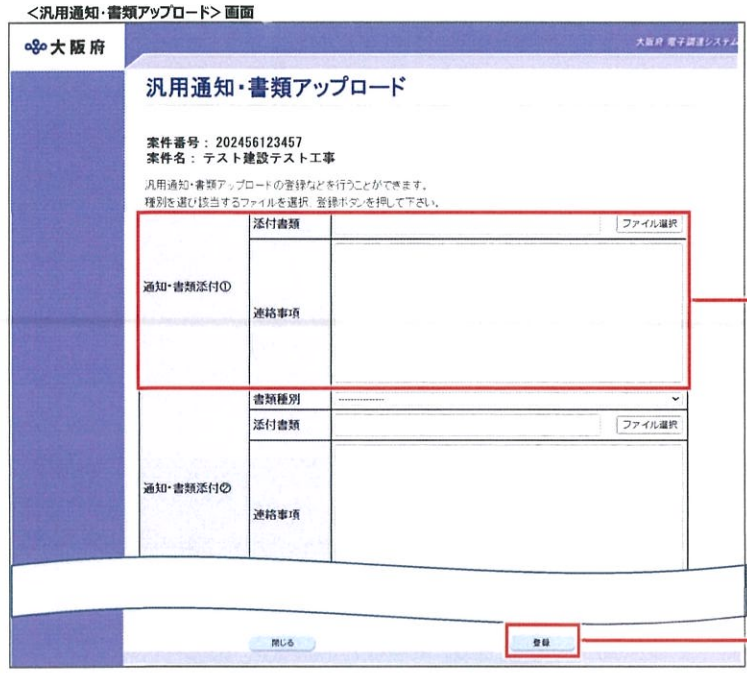 ＜汎用通知･書類アップロード＞画面
大阪府
大阪府 電子調達システム
汎用通知･書類アップロード
案件番号： 202456123457
案件名： テスト建設テスト工事
汎用通知･書類アップロードの登録などを行うことができます。
種別を選び該当するファイルを選択、登録ボタンを押して下さい。
添付書類
ファイル選択
通知･書類添付①
連絡事項
書類種別
---------------
添付書類
ファイル選択
通知･書類添付②
連絡事項
閉じる
登録